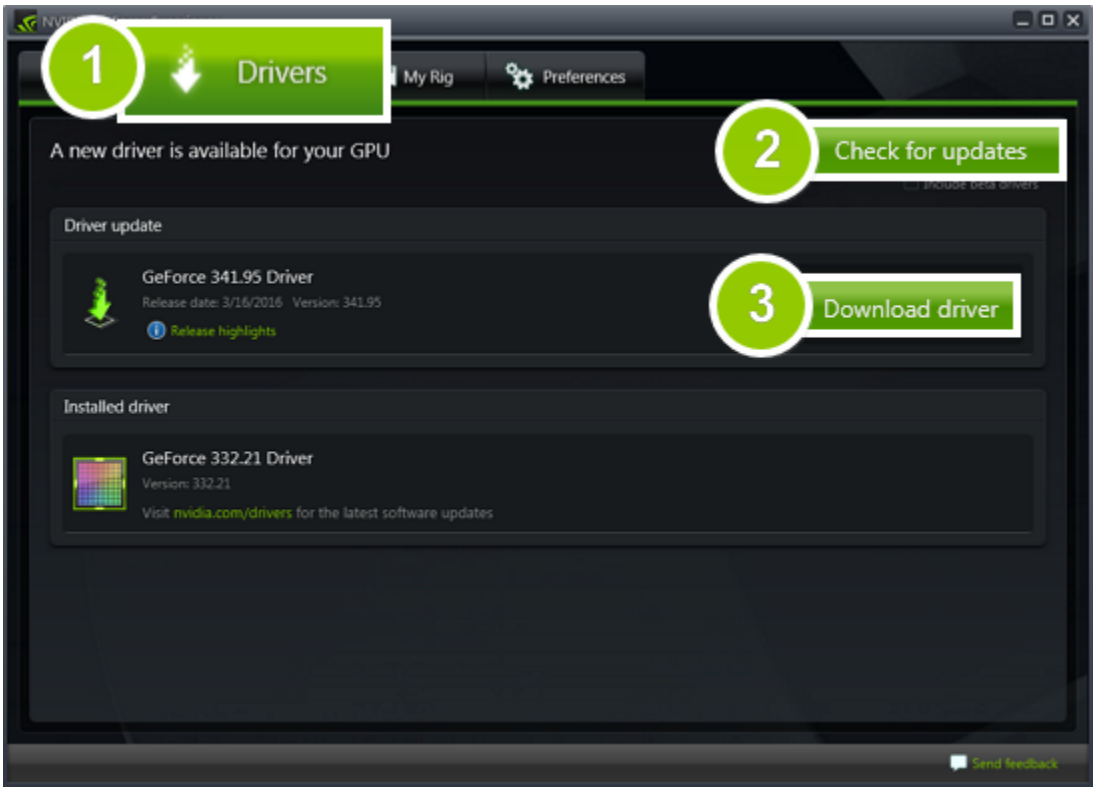 NVI
1
Drivers
My Rig
Preferences
A new driver is available for your GPU
2
Check for updates
Include beta drivers
Driver update
GeForce 341.95 Driver
Release date: 3/16/2016 Version: 341.95
Release highlights
3
Download driver
Installed driver
GeForce 332.21 Driver
Version: 332.21
Visit nvidia.com/drivers for the latest software updates
Send feedback